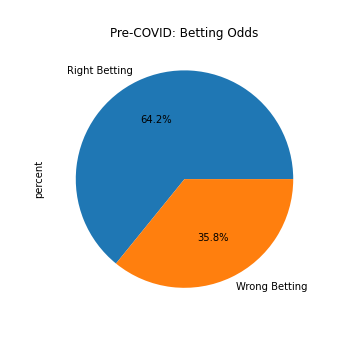 Pre-COVID: Betting Odds
Right Betting
64.2%
percent
35.8%
Wrong Betting